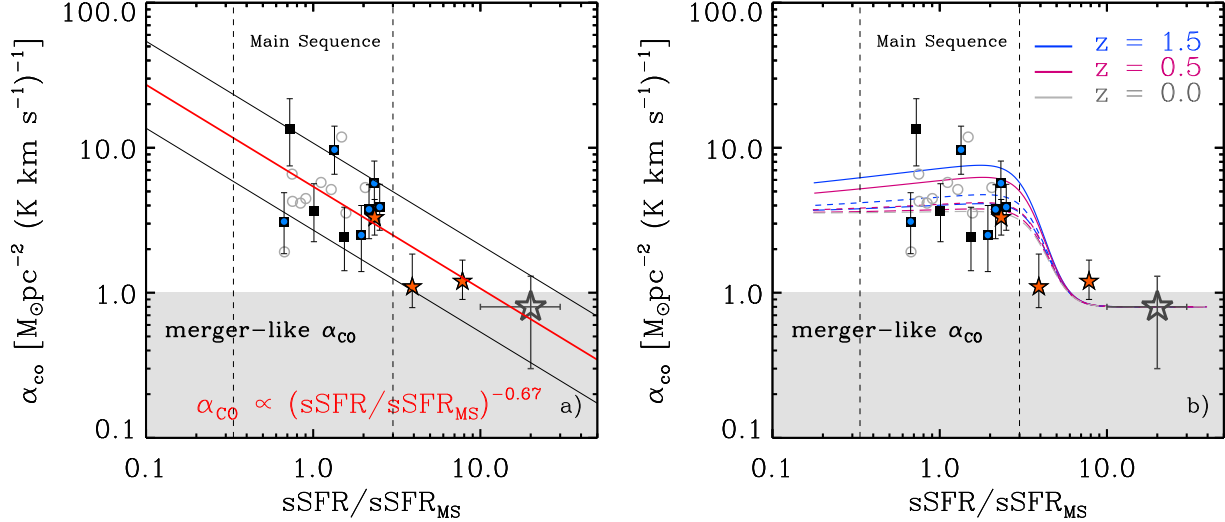 100.0
10.0
1.0
0.1
α_CO [M_⊙pc⁻² (K km s⁻¹)⁻¹]
Main Sequence
merger-like α_CO
α_CO ∝ (sSFR/sSFR_MS)^−0.67
a)
0.1 1.0 10.0
sSFR/sSFR_MS
100.0
10.0
1.0
0.1
α_CO [M_⊙pc⁻² (K km s⁻¹)⁻¹]
Main Sequence
z = 1.5
z = 0.5
z = 0.0
merger-like α_CO
b)
0.1 1.0 10.0
sSFR/sSFR_MS